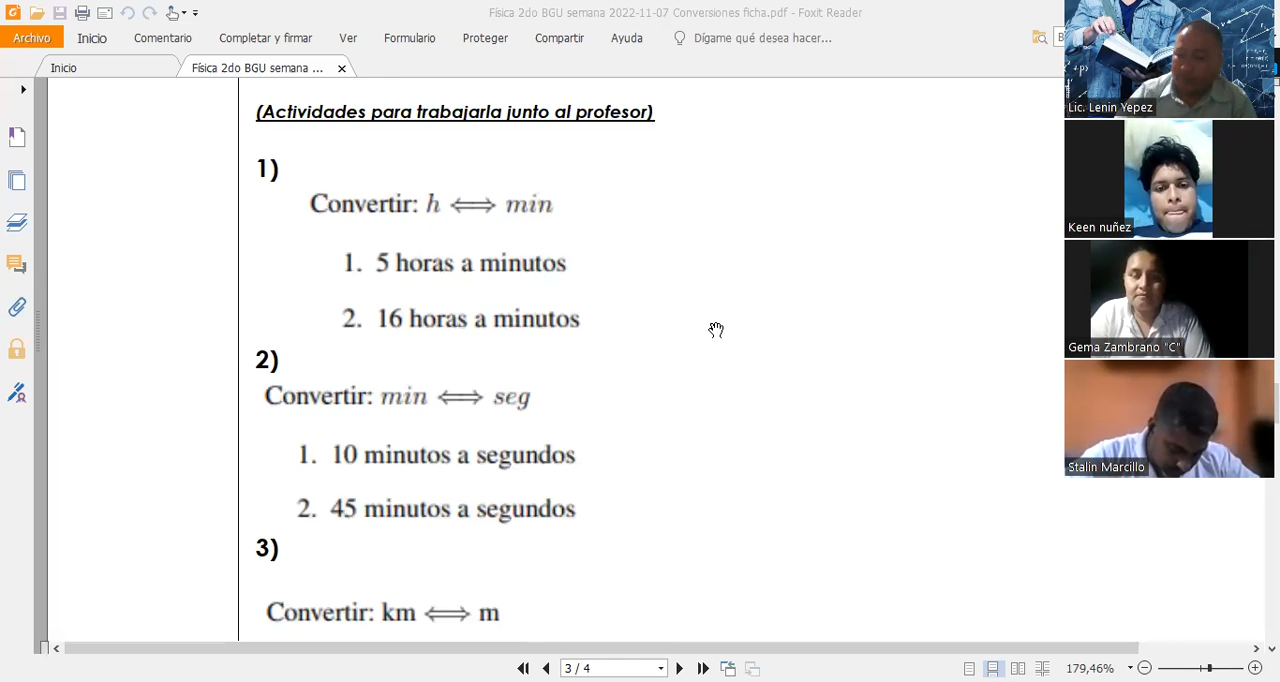 Física 2do BGU semana 2022-11-07 Conversiones ficha.pdf - Foxit Reader
Archivo Inicio Comentario Completar y firmar Ver Formulario Proteger Compartir Ayuda Dígame qué desea hacer...
Inicio Física 2do BGU semana ...
(Actividades para trabajarla junto al profesor)
1)
Convertir: h ⟺ min
1. 5 horas a minutos
2. 16 horas a minutos
2)
Convertir: min ⟺ seg
1. 10 minutos a segundos
2. 45 minutos a segundos
3)
Convertir: km ⟺ m
3 / 4
179,46%
Lic. Lenin Yepez
Keen nuñez
Gema Zambrano "C"
Stalin Marcillo